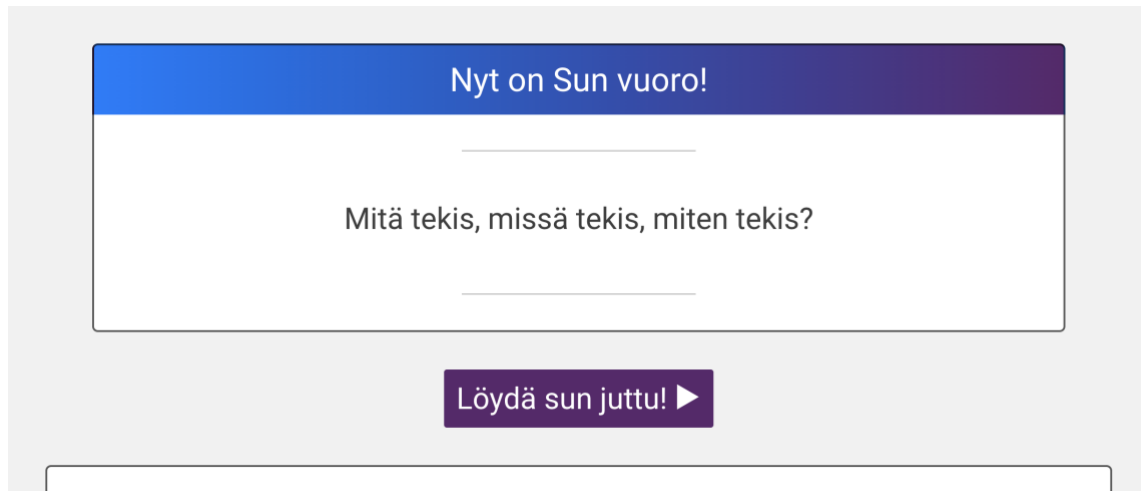 Nyt on Sun vuoro!
Mitä tekis, missä tekis, miten tekis?
Löydä sun juttu! ▶